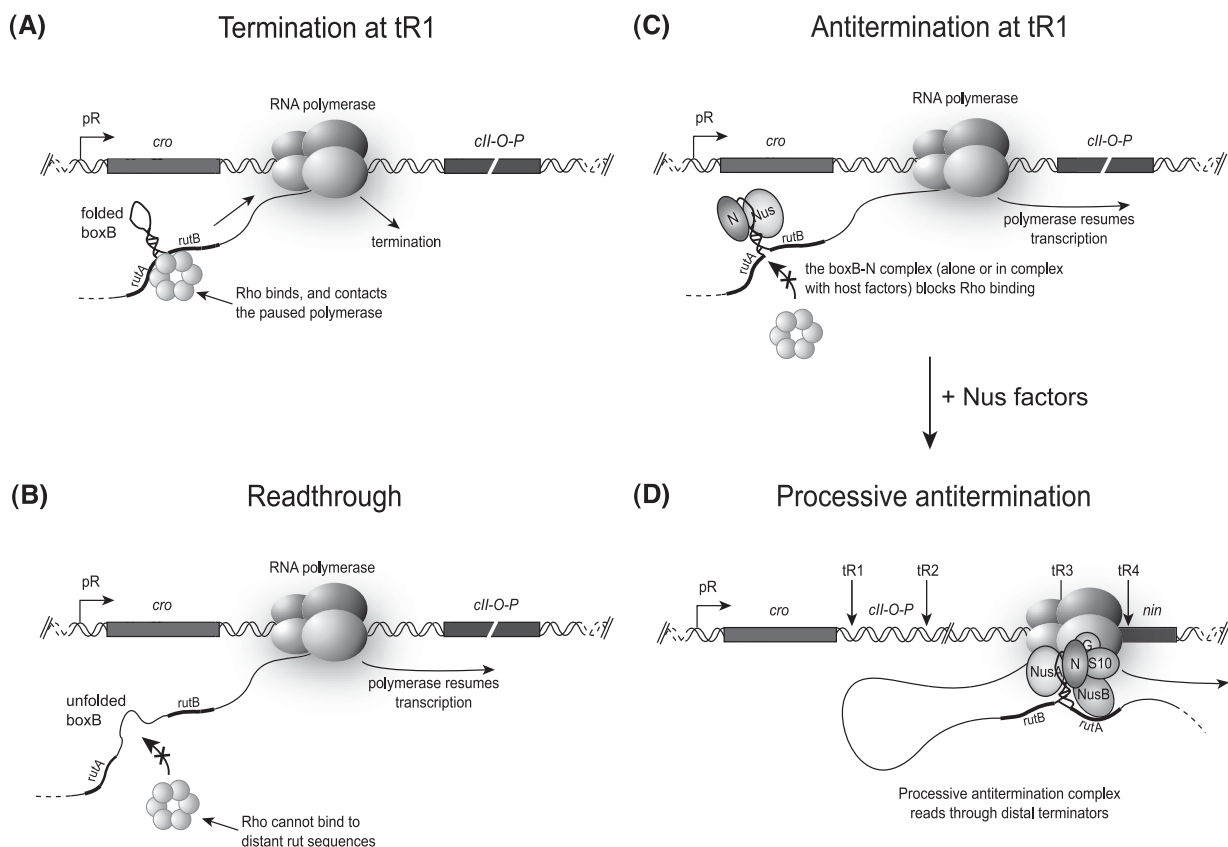 (A)
Termination at tR1
RNA polymerase
pR
cro
cII-O-P
folded
boxB
rutB
rutA
termination
Rho binds, and contacts
the paused polymerase
(C)
Antitermination at tR1
RNA polymerase
pR
cro
cII-O-P
N
Nus
rutB
rutA
polymerase resumes
transcription
the boxB-N complex (alone or in complex
with host factors) blocks Rho binding
+ Nus factors
(B)
Readthrough
RNA polymerase
pR
cro
cII-O-P
unfolded
boxB
rutB
rutA
polymerase resumes
transcription
Rho cannot bind to
distant rut sequences
(D)
Processive antitermination
pR
cro
tR1
cII-O-P
tR2
tR3
tR4
nin
G
NusA
N
S10
NusB
rutB
rutA
Processive antitermination complex
reads through distal terminators